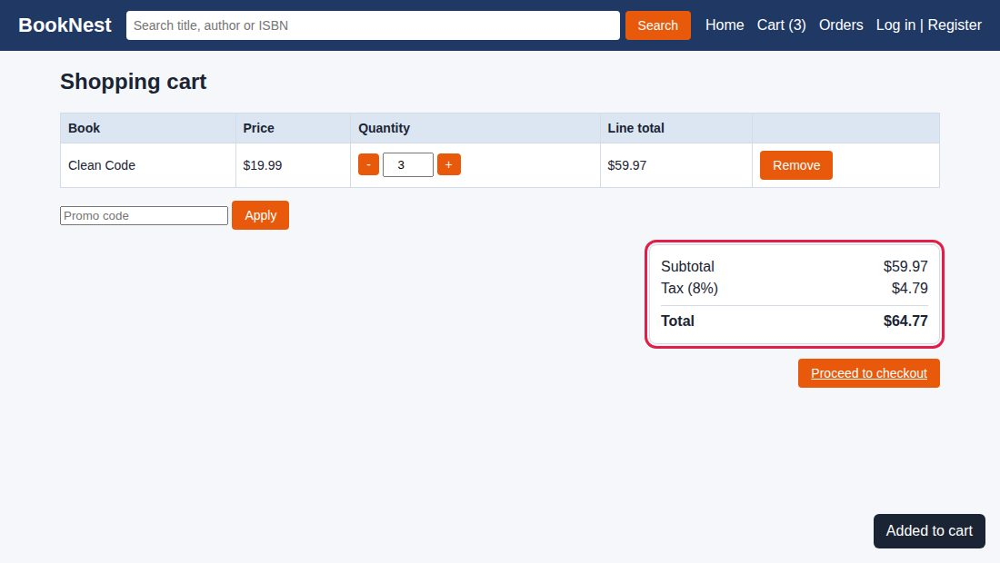 BookNest Search title, author or ISBN Search Home Cart (3) Orders Log in | Register
Shopping cart
Book Price Quantity Line total
Clean Code $19.99 - 3 + $59.97 Remove
Promo code Apply
Subtotal $59.97
Tax (8%) $4.79
Total $64.77
Proceed to checkout
Added to cart